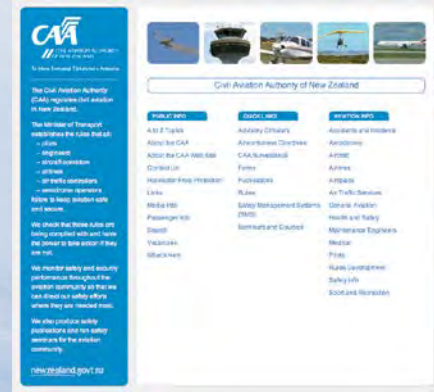 CAA
CIVIL AVIATION AUTHORITY
OF NEW ZEALAND
The Civil Aviation Authority
(CAA) regulates civil aviation
in New Zealand.
The Minister of Transport
establishes the rules that all:
– pilots
– engineers
– aircraft operators
– airlines
– air traffic controllers
– aerodrome operators
follow to keep aviation safe
and secure.
We check that those rules are
being complied with and have
the power to take action if they
are not.
We monitor safety and security
performance throughout the
aviation community so that we
can direct our safety efforts
where they are needed most.
We also produce safety
publications and run safety
seminars for the aviation
community.
newzealand.govt.nz
Civil Aviation Authority of New Zealand
PUBLIC INFO
A to Z Topics
About the CAA
About the CAA Web Site
Contact Us
Helicopter Prop Protection
Links
Media Info
Passenger Info
Search
Vacancies
What's New
QUICK LINKS
Advisory Circulars
Airworthiness Directives
CAA Surveillance
Forms
Publications
Rules
Safety Management Systems
(SMS)
Seminars and Courses
AVIATION INFO
Accidents and Incidents
Aerodromes
Aircraft
Airlines
Airspace
Air Traffic Services
General Aviation
Health and Safety
Maintenance Engineers
Medical
Pilots
Rules Development
Safety Info
Sport and Recreation